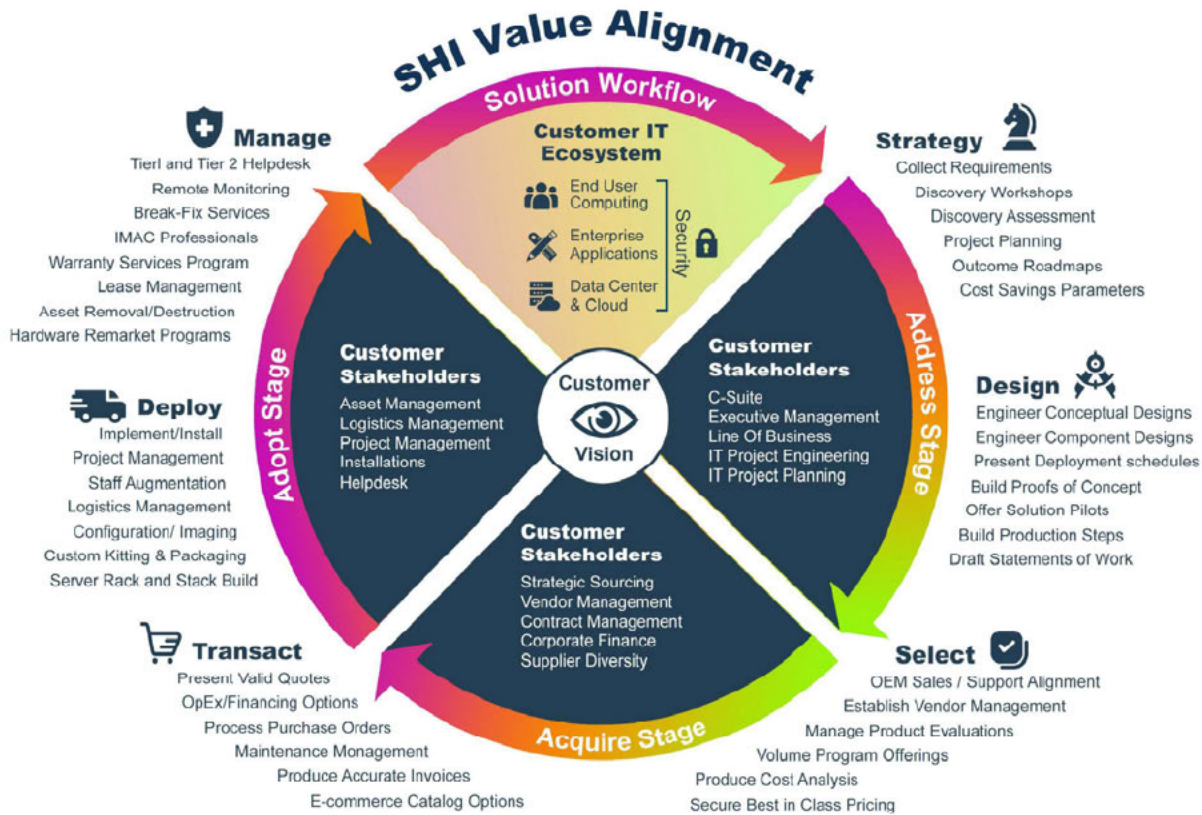 SHI Value Alignment
Solution Workflow
Customer IT
Ecosystem
End User
Computing
Enterprise
Applications
Data Center
& Cloud
Security
Strategy
Collect Requirements
Discovery Workshops
Discovery Assessment
Project Planning
Outcome Roadmaps
Cost Savings Parameters
Address Stage
Customer
Stakeholders
C-Suite
Executive Management
Line Of Business
IT Project Engineering
IT Project Planning
Design
Engineer Conceptual Designs
Engineer Component Designs
Present Deployment schedules
Build Proofs of Concept
Offer Solution Pilots
Build Production Steps
Draft Statements of Work
Select
OEM Sales / Support Alignment
Establish Vendor Management
Manage Product Evaluations
Volume Program Offerings
Produce Cost Analysis
Secure Best in Class Pricing
Acquire Stage
Customer
Stakeholders
Strategic Sourcing
Vendor Management
Contract Management
Corporate Finance
Supplier Diversity
Transact
Present Valid Quotes
OpEx/Financing Options
Process Purchase Orders
Maintenance Monagement
Produce Accurate Invoices
E-commerce Catalog Options
Adopt Stage
Customer
Stakeholders
Asset Management
Logistics Management
Project Management
Installations
Helpdesk
Deploy
Implement/Install
Project Management
Staff Augmentation
Logistics Management
Configuration/ Imaging
Custom Kitting & Packaging
Server Rack and Stack Build
Manage
TierI and Tier 2 Helpdesk
Remote Monitoring
Break-Fix Services
IMAC Professionals
Warranty Services Program
Lease Management
Asset Removal/Destruction
Hardware Remarket Programs
Customer
Vision